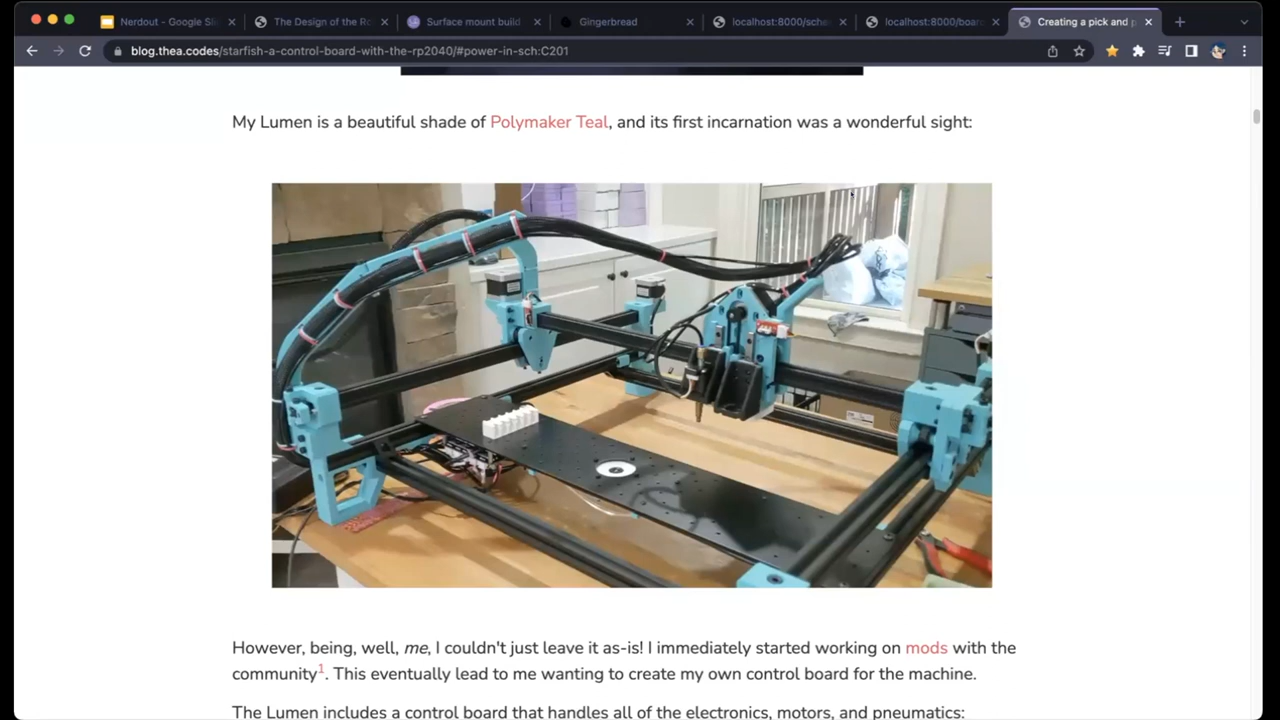 Nerdout - Google Sli
The Design of the Ro
Surface mount build
Gingerbread
localhost:8000/sche
localhost:8000/boar
Creating a pick and p
blog.thea.codes/starfish-a-control-board-with-the-rp2040/#power-in-sch:C201
My Lumen is a beautiful shade of Polymaker Teal, and its first incarnation was a wonderful sight:
However, being, well, me, I couldn't just leave it as-is! I immediately started working on mods with the
community1. This eventually lead to me wanting to create my own control board for the machine.
The Lumen includes a control board that handles all of the electronics, motors, and pneumatics: